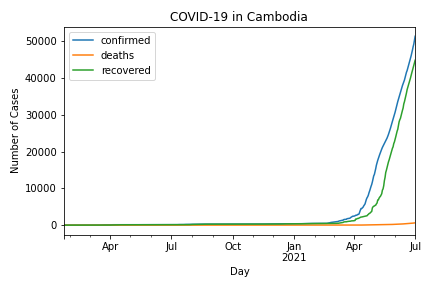 COVID-19 in Cambodia
confirmed
deaths
recovered
Number of Cases
50000
40000
30000
20000
10000
0
Apr
Jul
Oct
Jan
2021
Apr
Jul
Day